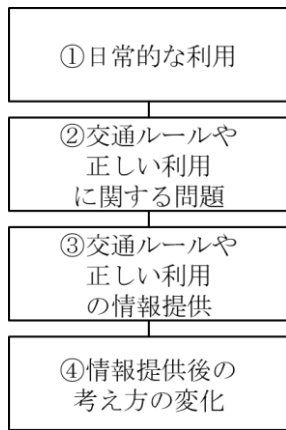 ①日常的な利用
②交通ルールや
正しい利用
に関する問題
③交通ルールや
正しい利用
の情報提供
④情報提供後の
考え方の変化